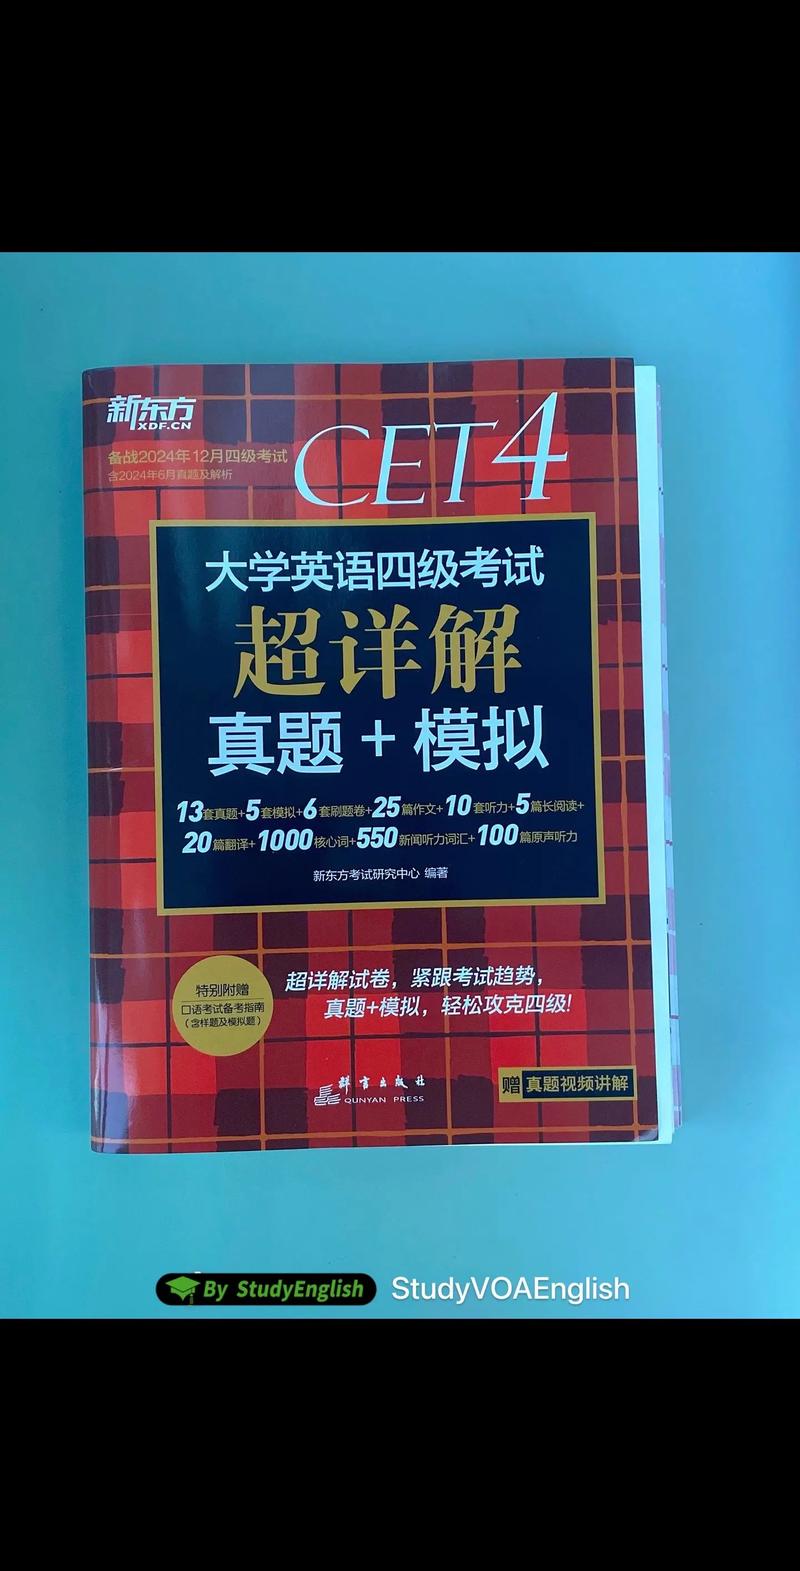 新东方
XDF.CN
备战2024年12月四级考试
含2024年6月真题及解析
CET4
大学英语四级考试
超详解
真题+模拟
13套真题+5套模拟+6套刷题卷+25篇作文+10套听力+5篇长阅读+
20篇翻译+1000核心词+550新闻听力词汇+100篇原声听力
新东方考试研究中心 编著
特别附赠
口语考试备考指南
(含样题及模拟题)
超详解试卷，紧跟考试趋势，
真题+模拟，轻松攻克四级!
群言出版社
QUNYAN PRESS
赠 真题视频讲解
By StudyEnglish StudyVOAEnglish